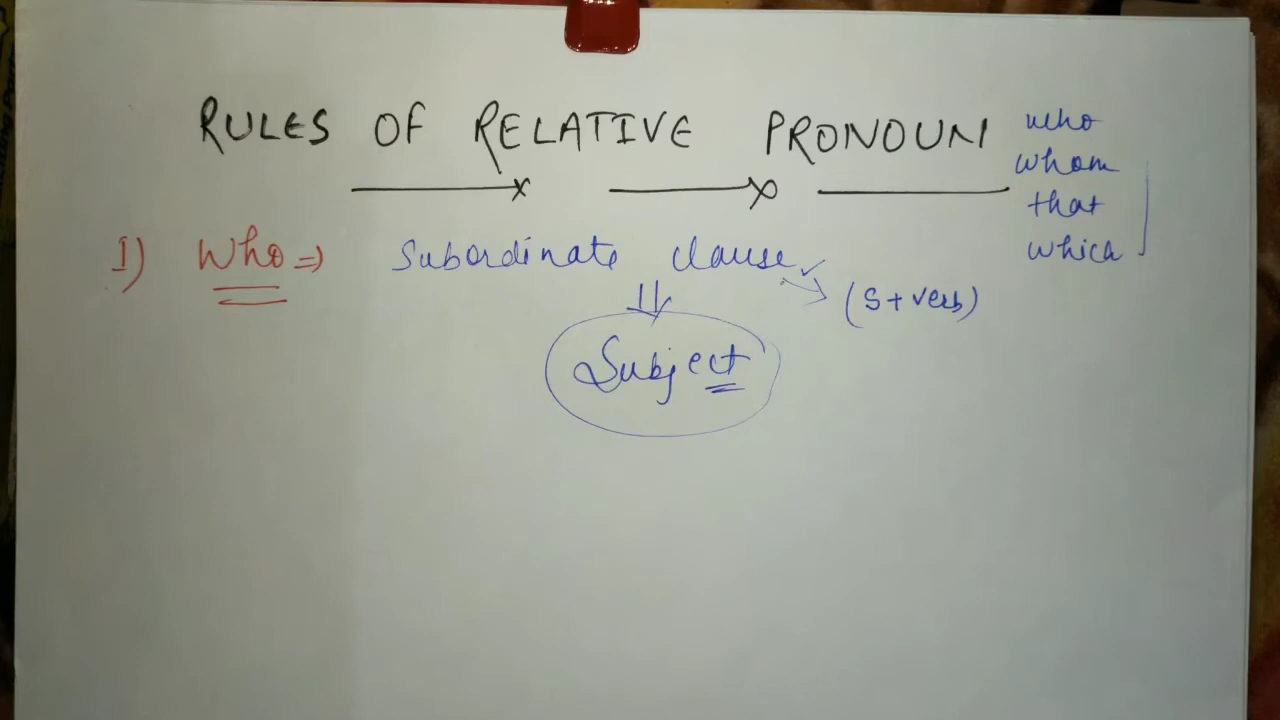 RULES OF RELATIVE PRONOUN
who
whom
that
which
1) Who => Subordinate clause
(S + verb)
Subject